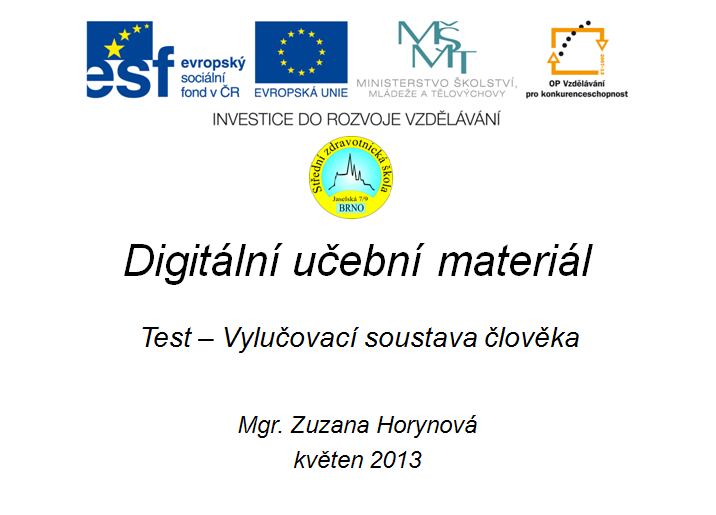 esf
evropský
sociální
fond v ČR
EVROPSKÁ UNIE
MŠMT
MINISTERSTVO ŠKOLSTVÍ,
MLÁDEŽE A TĚLOVÝCHOVY
2007-13
OP Vzdělávání
pro konkurenceschopnost
INVESTICE DO ROZVOJE VZDĚLÁVÁNÍ
Střední zdravotnická škola
Jaselská 7/9
BRNO
Digitální učební materiál
Test – Vylučovací soustava člověka
Mgr. Zuzana Horynová
květen 2013